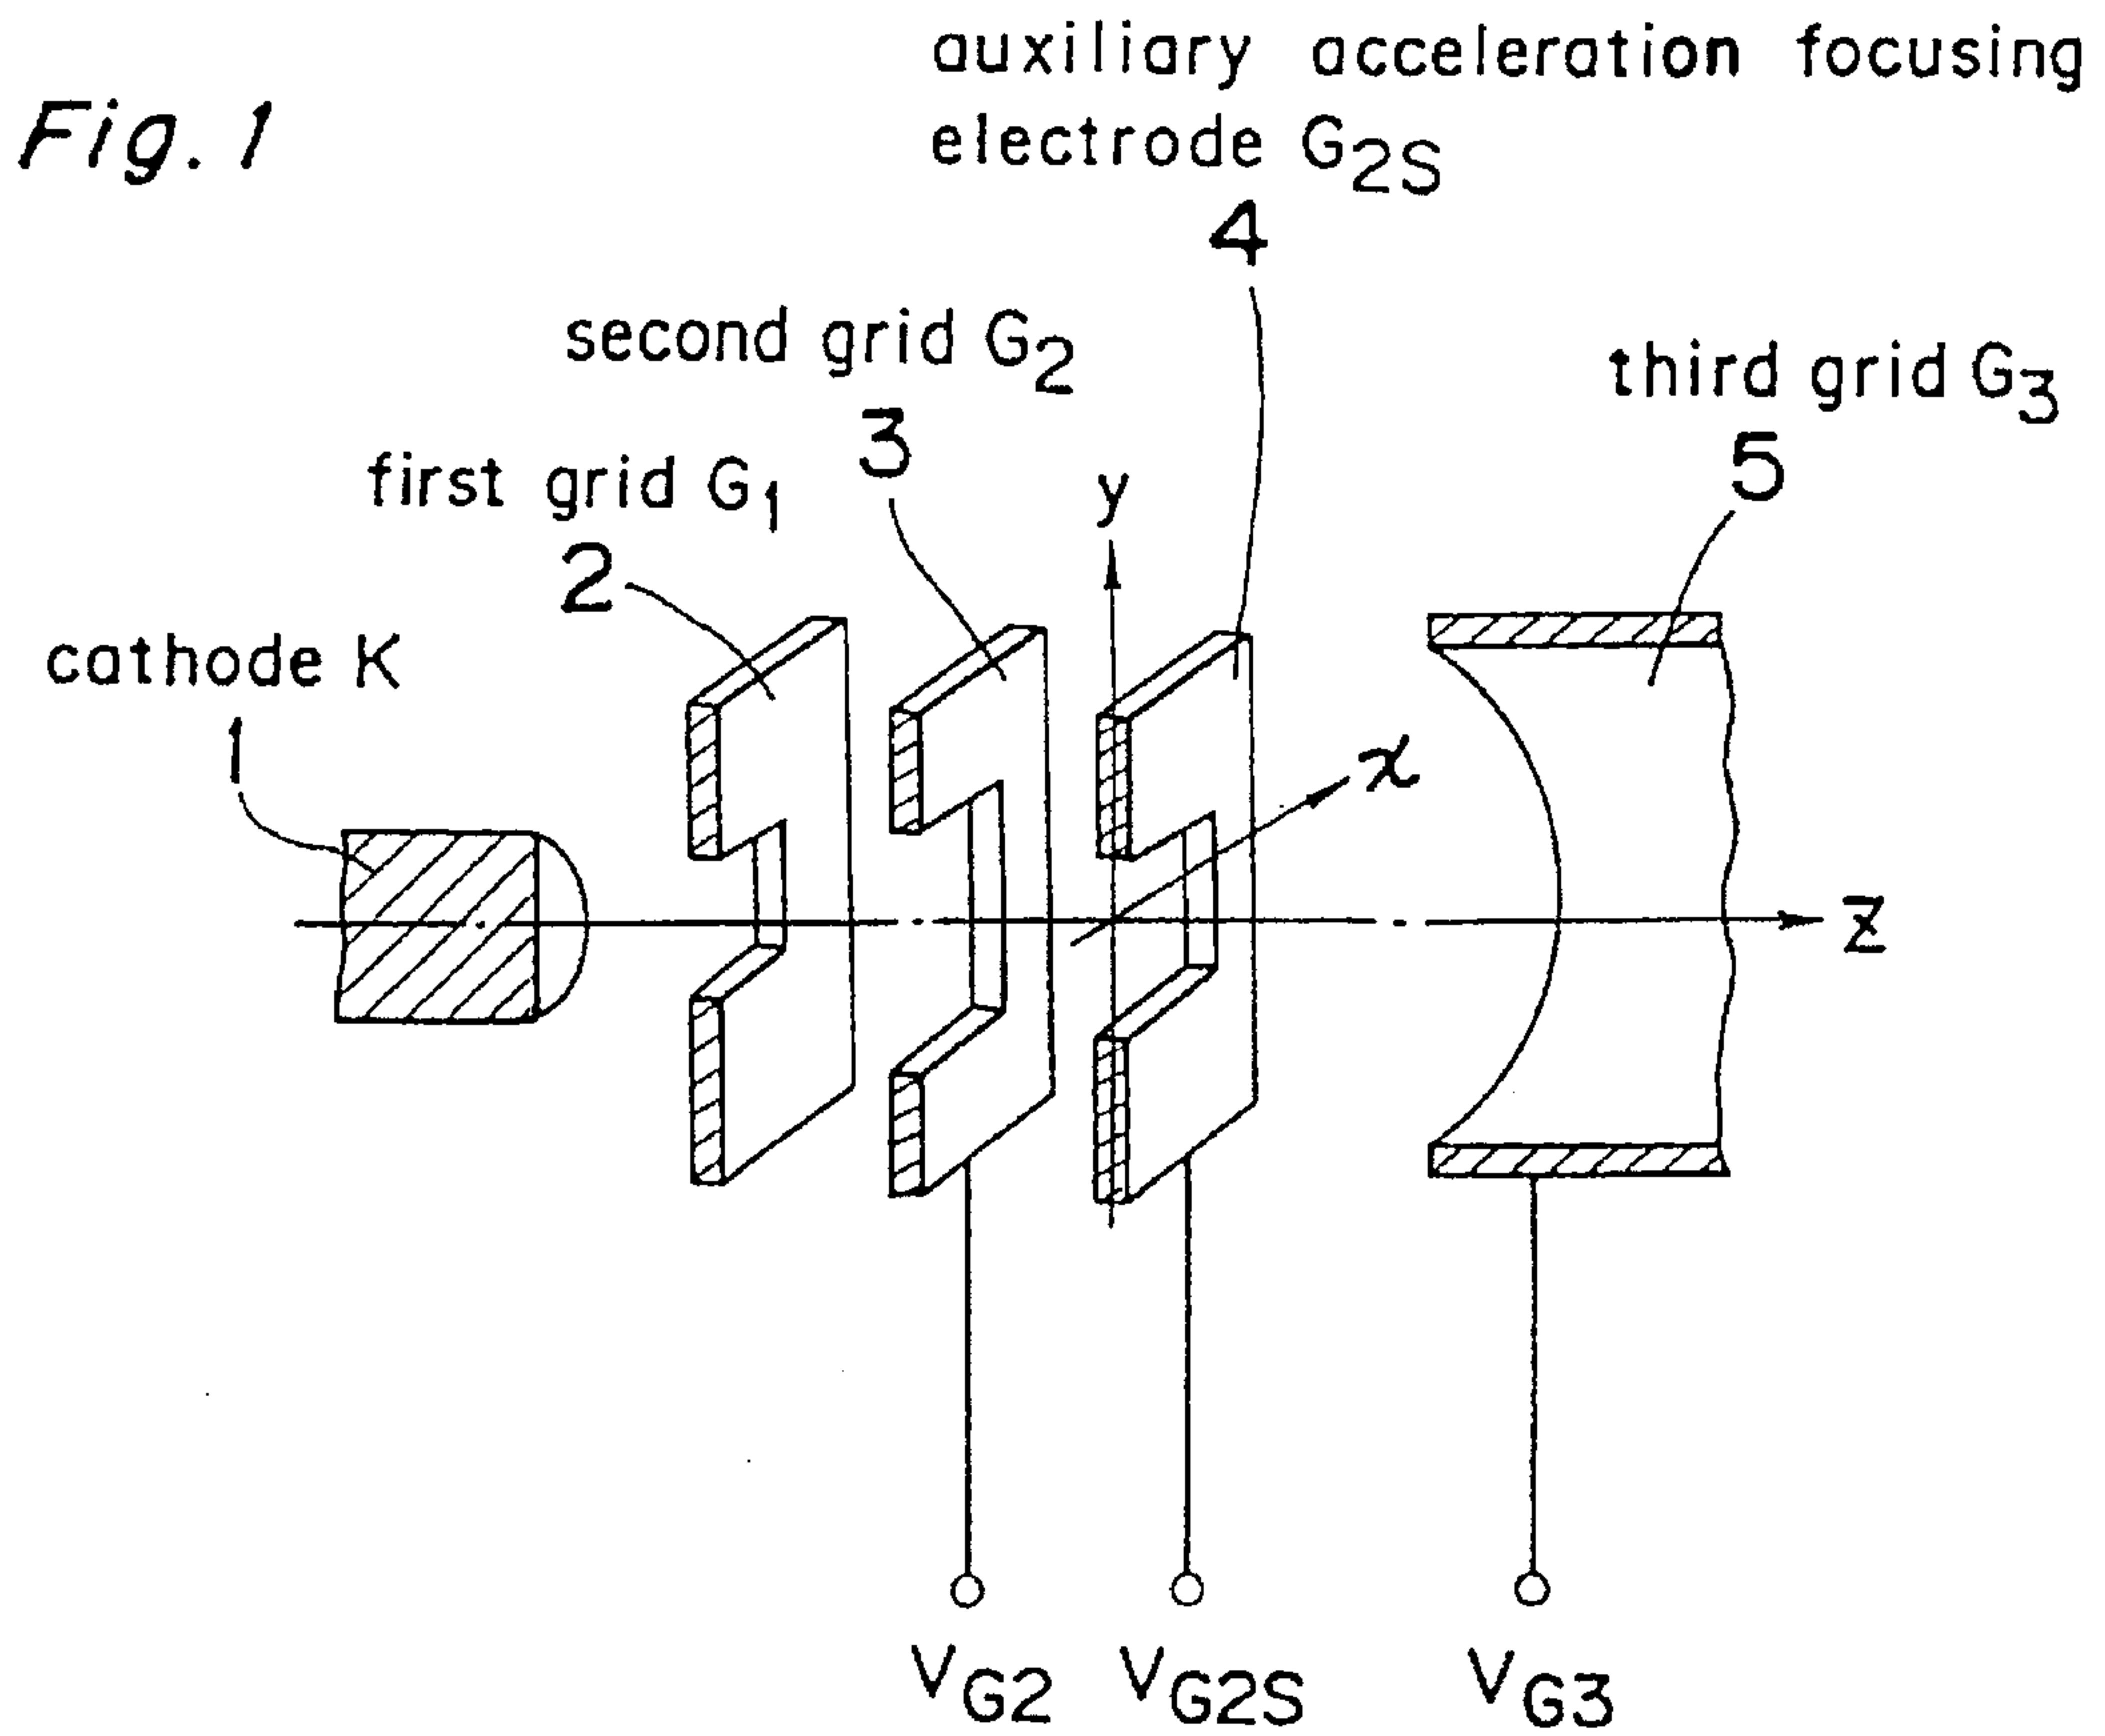 Fig. 1
auxiliary acceleration focusing
electrode G2S
4
second grid G2
3
third grid G3
5
first grid G1
2
y
cathode K
1
x
Z
VG2
VG2S
VG3